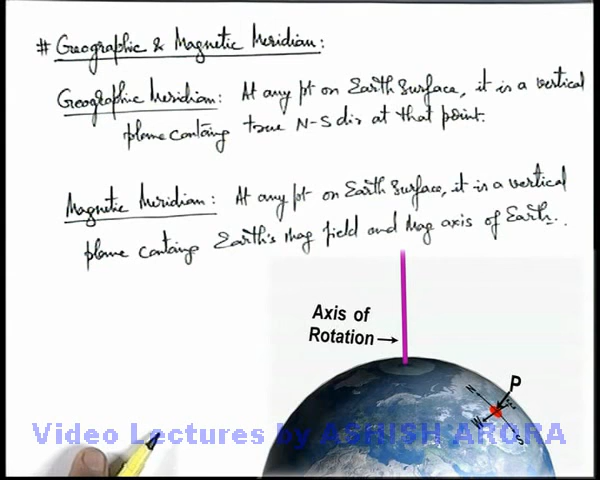 # Geographic & Magnetic Meridian:
Geographic Meridian: At any pt on Earth Surface, it is a vertical
plane containg true N-S dir at that point.
Magnetic Meridian: At any pt on Earth Surface, it is a vertical
plane containg Earth's Mag field and Mag axis of Earth.
Axis of
Rotation→
P
N
E
W
S
Video Lectures by ASHISH ARORA